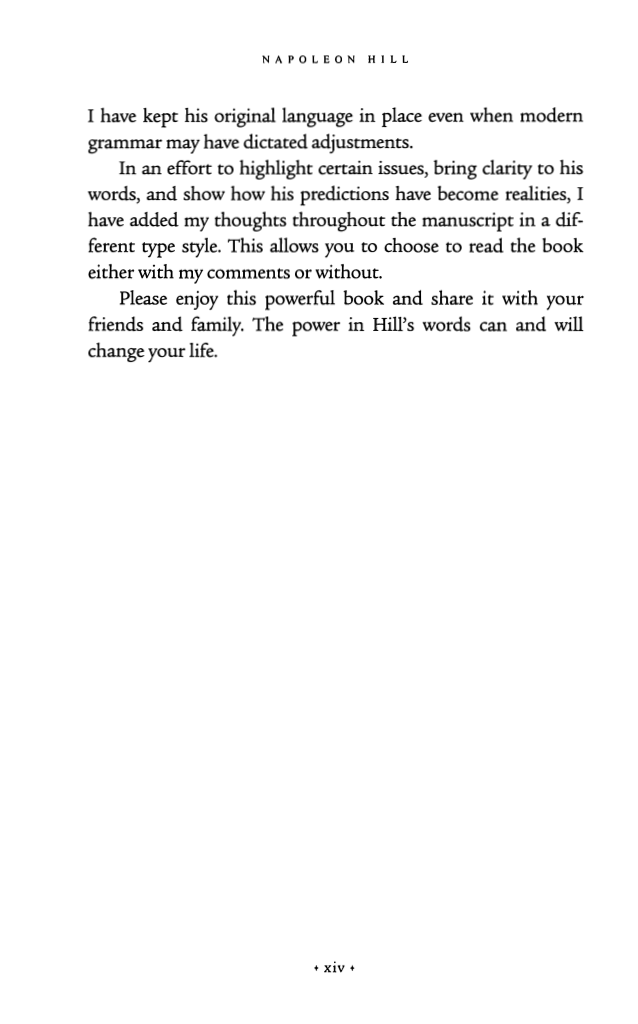 NAPOLEON HILL
I have kept his original language in place even when modern
grammar may have dictated adjustments.
In an effort to highlight certain issues, bring clarity to his
words, and show how his predictions have become realities, I
have added my thoughts throughout the manuscript in a dif-
ferent type style. This allows you to choose to read the book
either with my comments or without.
Please enjoy this powerful book and share it with your
friends and family. The power in Hill's words can and will
change your life.
+ xiv +